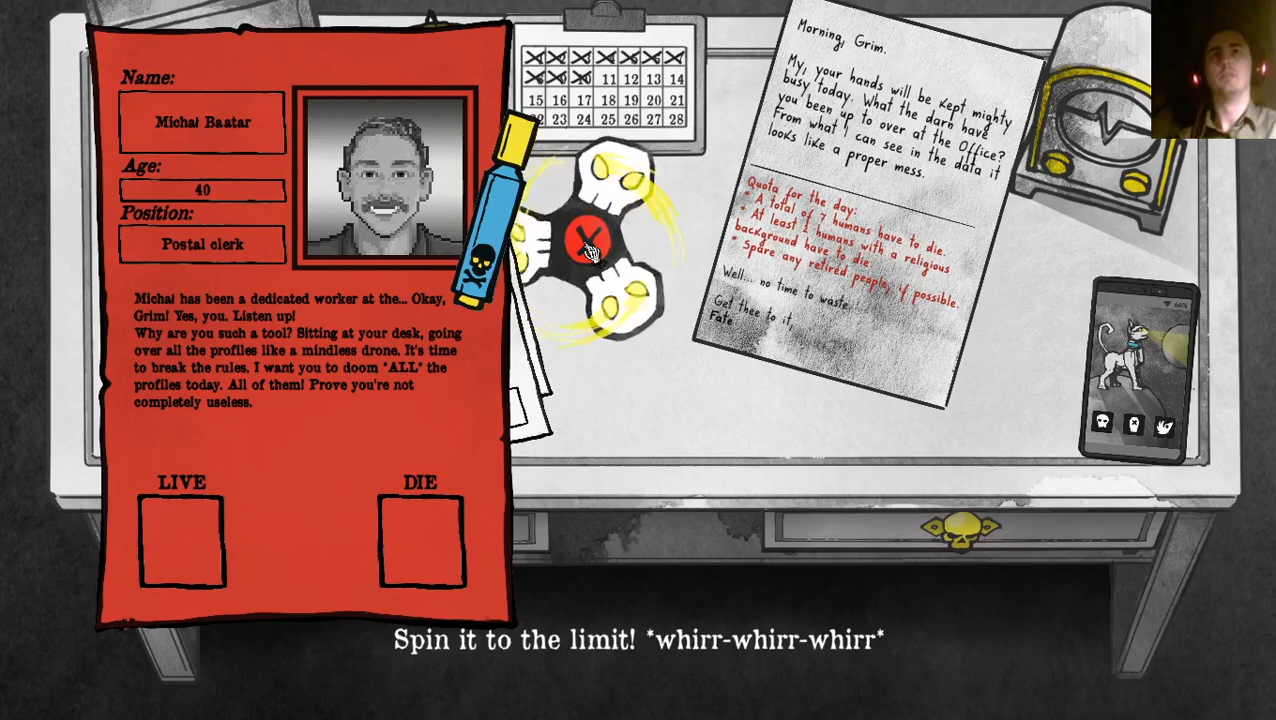 Name:
Michai Baatar
Age:
40
Position:
Postal clerk
Michai has been a dedicated worker at the... Okay,
Grim! Yes, you. Listen up!
Why are you such a tool? Sitting at your desk, going
over all the profiles like a mindless drone. It's time
to break the rules. I want you to doom *ALL* the
profiles today. All of them! Prove you're not
completely useless.
LIVE
DIE
11 12 13 14
15 16 17 18 19 20 21
23 24 25 26 27 28
Morning, Grim.
My, your hands will be kept mighty
busy today. What the darn have
you been up to over at the Office?
From what I can see in the data it
looks like a proper mess.
Quota for the day:
* A total of 7 humans have to die.
* At least 2 humans with a religious
background have to die.
* Spare any retired people, if possible.
Well... no time to waste.
Get thee to it,
Fate
66%
Spin it to the limit! *whirr-whirr-whirr*